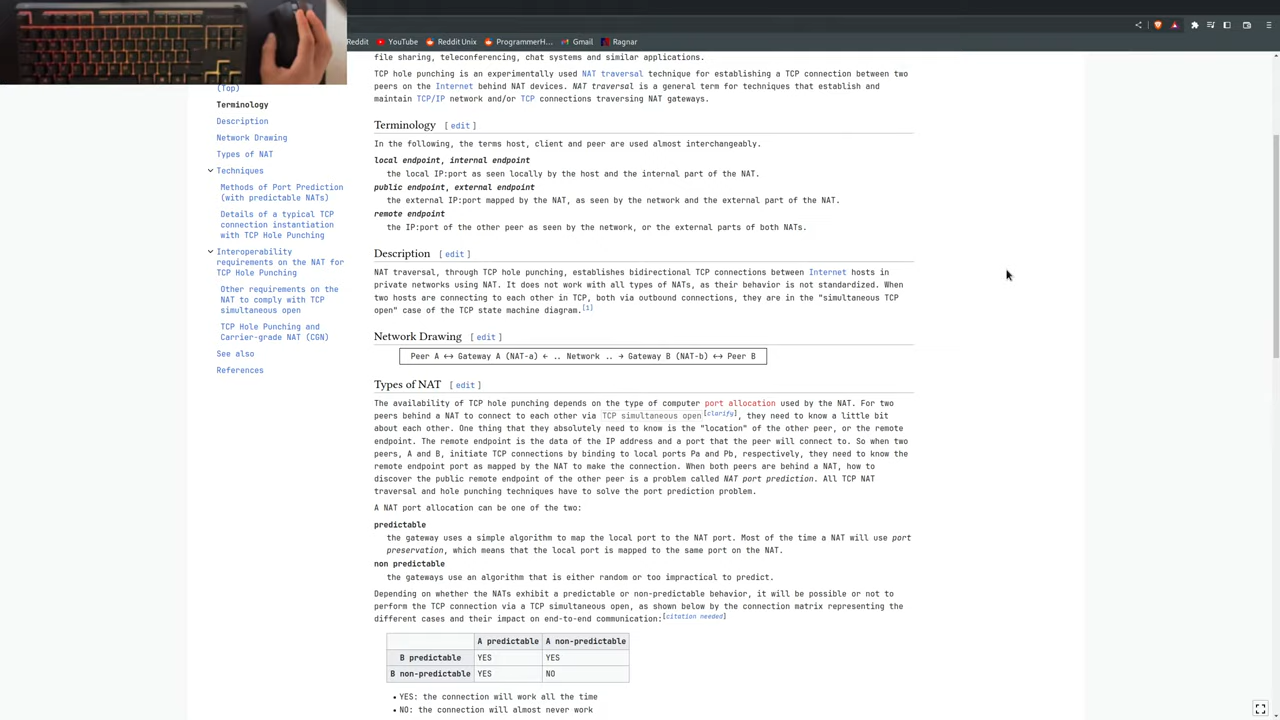 Reddit YouTube RedditUnix ProgrammerH... Gmail Ragnar
(Top)
Terminology
Description
Network Drawing
Types of NAT
Techniques
Methods of Port Prediction
(with predictable NATs)
Details of a typical TCP
connection instantiation
with TCP Hole Punching
Interoperability
requirements on the NAT for
TCP Hole Punching
Other requirements on the
NAT to comply with TCP
simultaneous open
TCP Hole Punching and
Carrier-grade NAT (CGN)
See also
References
file sharing, teleconferencing, chat systems and similar applications.
TCP hole punching is an experimentally used NAT traversal technique for establishing a TCP connection between two
peers on the Internet behind NAT devices. NAT traversal is a general term for techniques that establish and
maintain TCP/IP network and/or TCP connections traversing NAT gateways.
Terminology [ edit ]
In the following, the terms host, client and peer are used almost interchangeably.
local endpoint, internal endpoint
the local IP:port as seen locally by the host and the internal part of the NAT.
public endpoint, external endpoint
the external IP:port mapped by the NAT, as seen by the network and the external part of the NAT.
remote endpoint
the IP:port of the other peer as seen by the network, or the external parts of both NATs.
Description [ edit ]
NAT traversal, through TCP hole punching, establishes bidirectional TCP connections between Internet hosts in
private networks using NAT. It does not work with all types of NATs, as their behavior is not standardized. When
two hosts are connecting to each other in TCP, both via outbound connections, they are in the "simultaneous TCP
open" case of the TCP state machine diagram.[1]
Network Drawing [ edit ]
Peer A ↔ Gateway A (NAT-a) ← .. Network .. → Gateway B (NAT-b) ↔ Peer B
Types of NAT [ edit ]
The availability of TCP hole punching depends on the type of computer port allocation used by the NAT. For two
peers behind a NAT to connect to each other via TCP simultaneous open[clarify], they need to know a little bit
about each other. One thing that they absolutely need to know is the "location" of the other peer, or the remote
endpoint. The remote endpoint is the data of the IP address and a port that the peer will connect to. So when two
peers, A and B, initiate TCP connections by binding to local ports Pa and Pb, respectively, they need to know the
remote endpoint port as mapped by the NAT to make the connection. When both peers are behind a NAT, how to
discover the public remote endpoint of the other peer is a problem called NAT port prediction. All TCP NAT
traversal and hole punching techniques have to solve the port prediction problem.
A NAT port allocation can be one of the two:
predictable
the gateway uses a simple algorithm to map the local port to the NAT port. Most of the time a NAT will use port
preservation, which means that the local port is mapped to the same port on the NAT.
non predictable
the gateways use an algorithm that is either random or too impractical to predict.
Depending on whether the NATs exhibit a predictable or non-predictable behavior, it will be possible or not to
perform the TCP connection via a TCP simultaneous open, as shown below by the connection matrix representing the
different cases and their impact on end-to-end communication:[citation needed]
A predictable A non-predictable
B predictable YES YES
B non-predictable YES NO
• YES: the connection will work all the time
• NO: the connection will almost never work